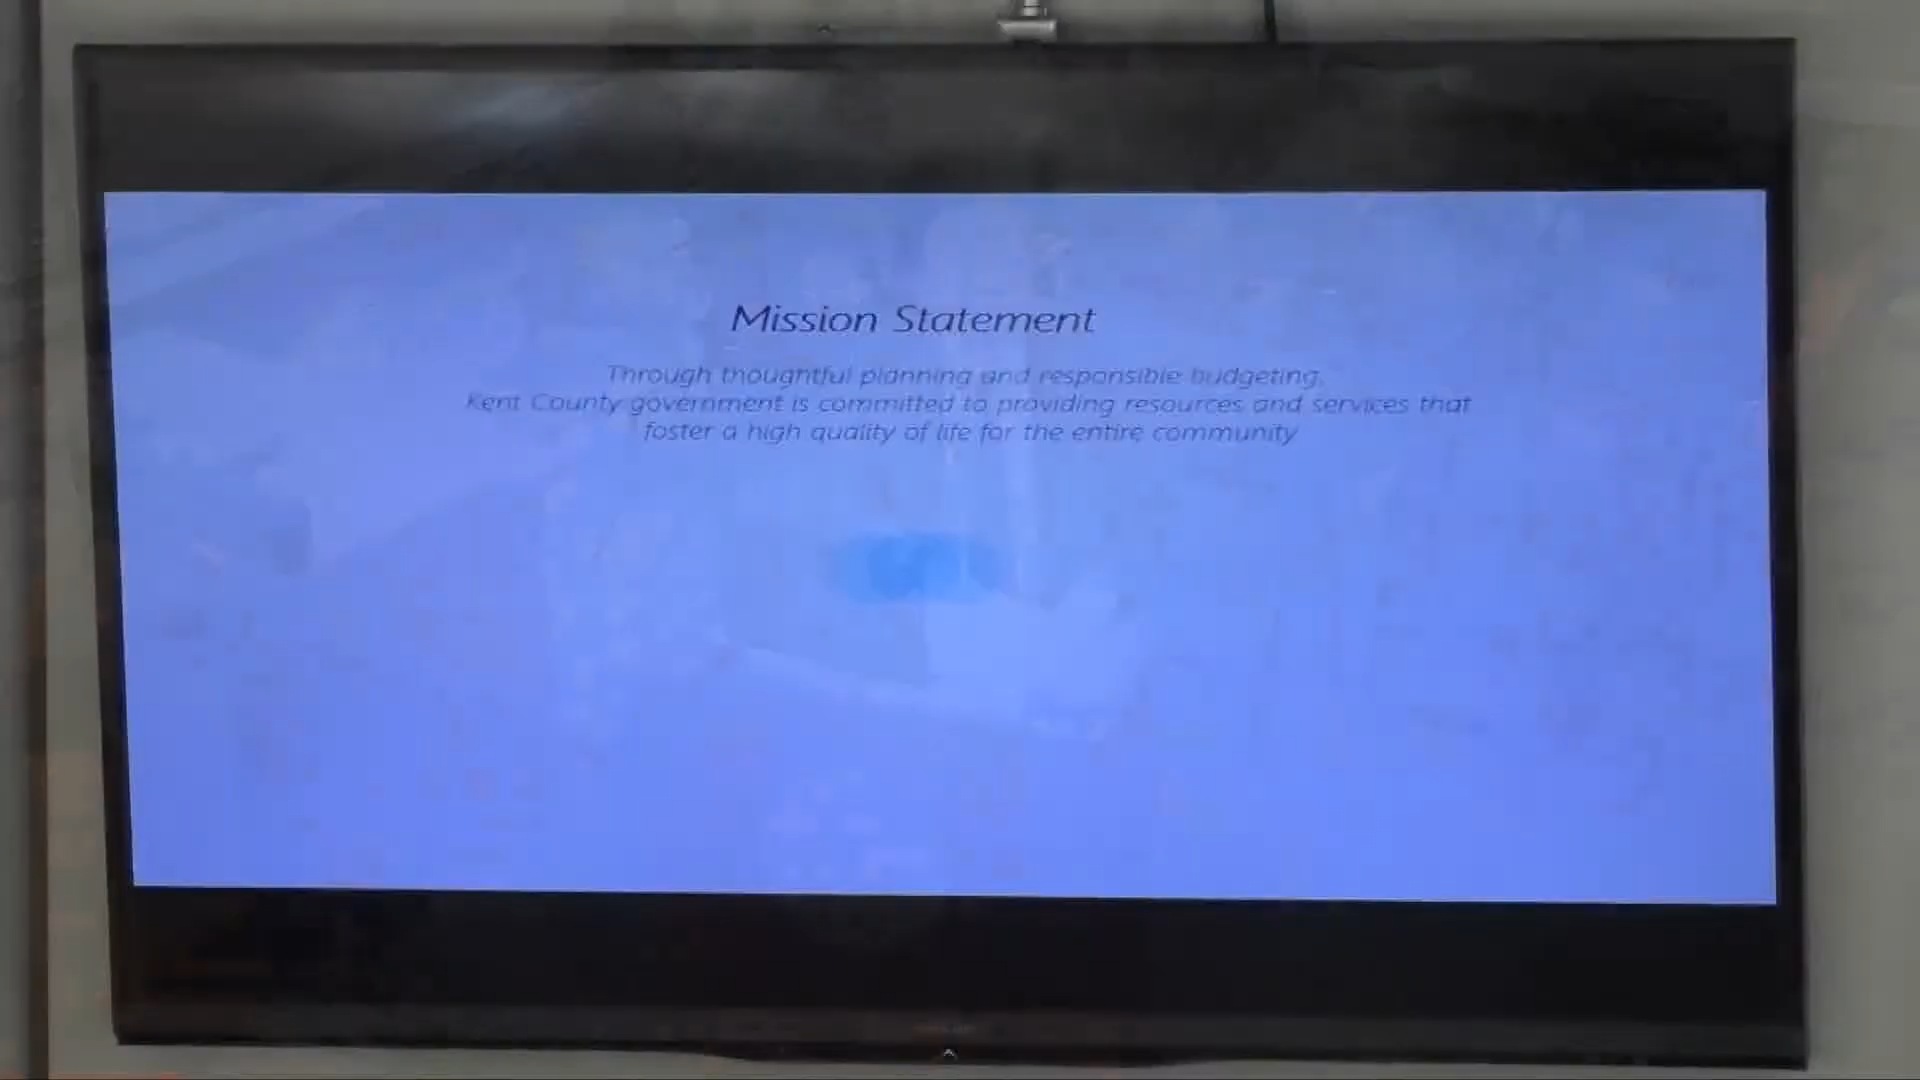 Mission Statement
Through thoughtful planning and responsible budgeting,
Kent County government is committed to providing resources and services that
foster a high quality of life for the entire community